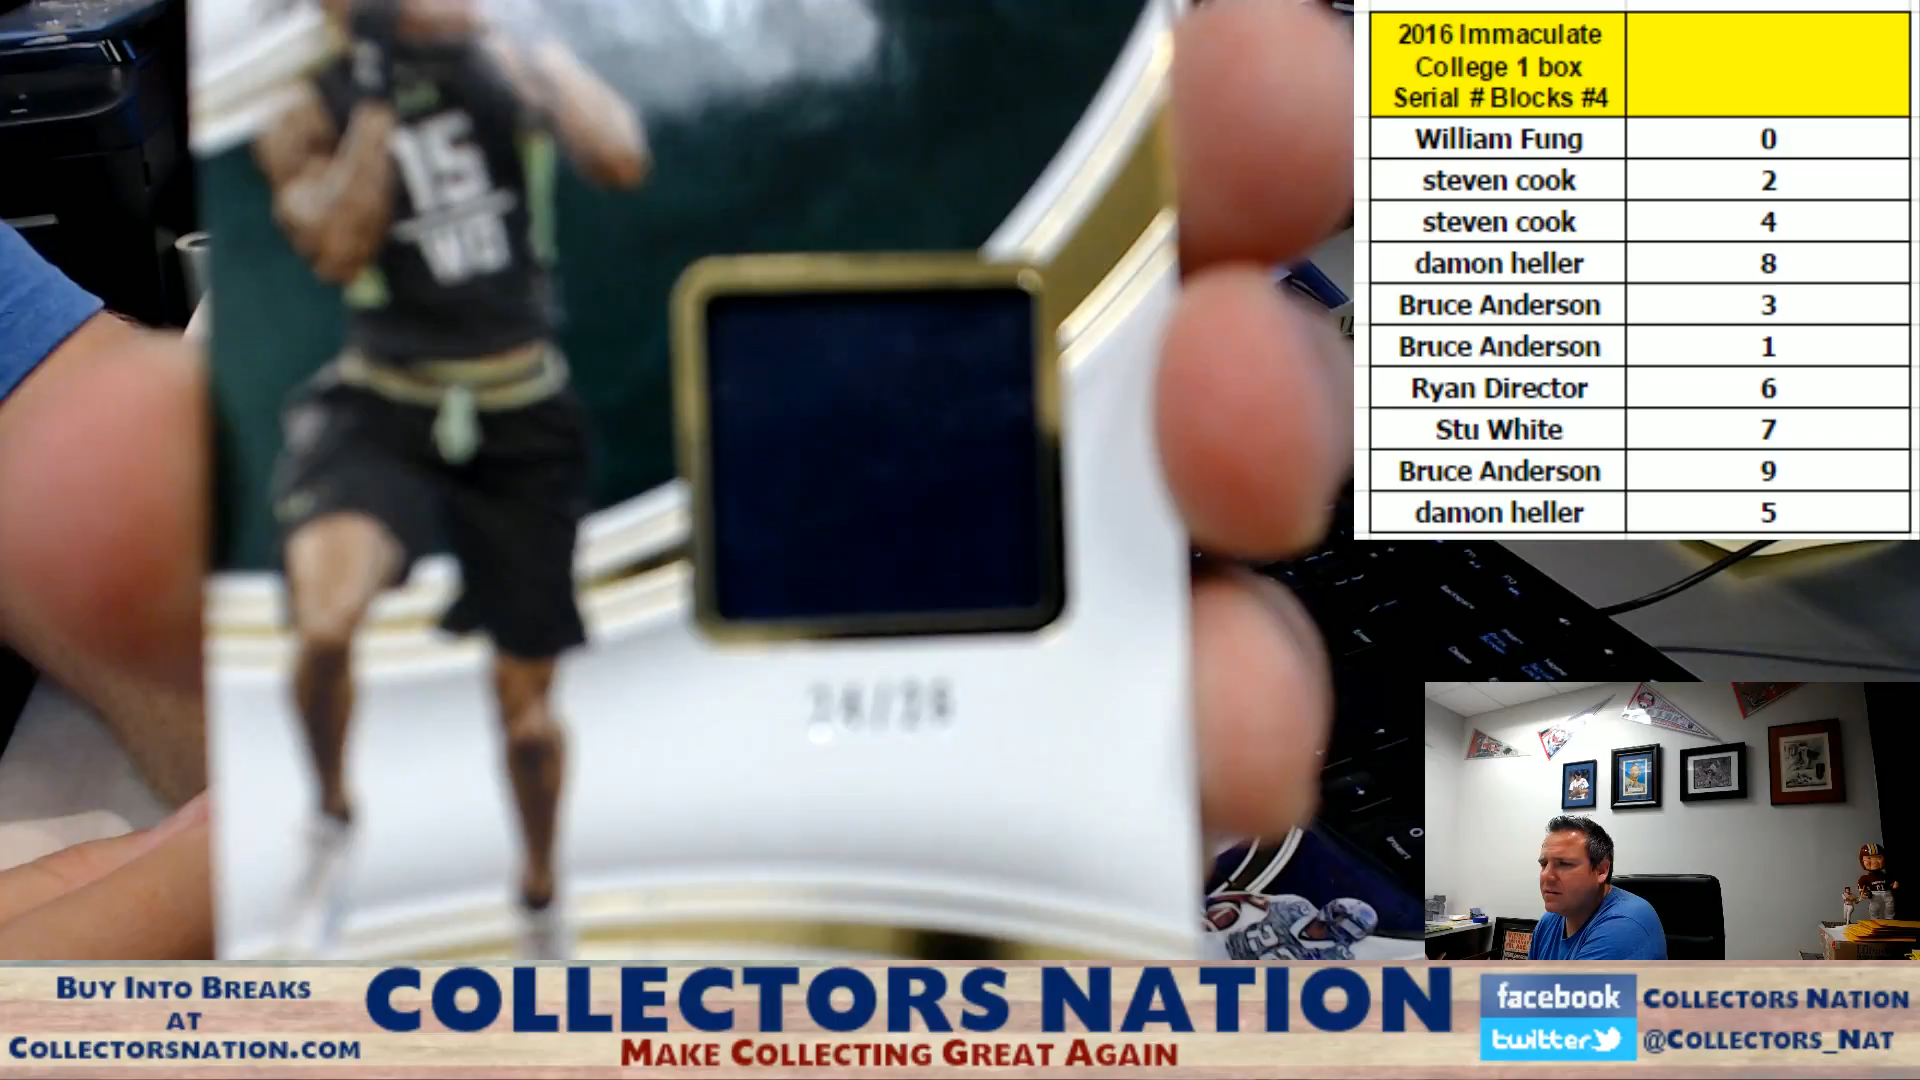 2016 Immaculate
College 1 box
Serial # Blocks #4
William Fung 0
steven cook 2
steven cook 4
damon heller 8
Bruce Anderson 3
Bruce Anderson 1
Ryan Director 6
Stu White 7
Bruce Anderson 9
damon heller 5
15
WO
BUY INTO BREAKS
AT
COLLECTORSNATION.COM
COLLECTORS NATION
MAKE COLLECTING GREAT AGAIN
facebook COLLECTORS NATION
twitter @COLLECTORS_NAT